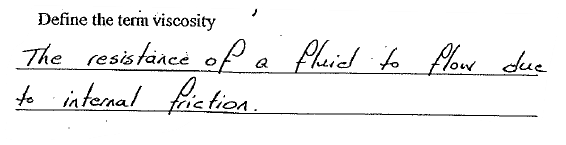 Define the term viscosity
The resistance of a fluid to flow due
to internal friction.